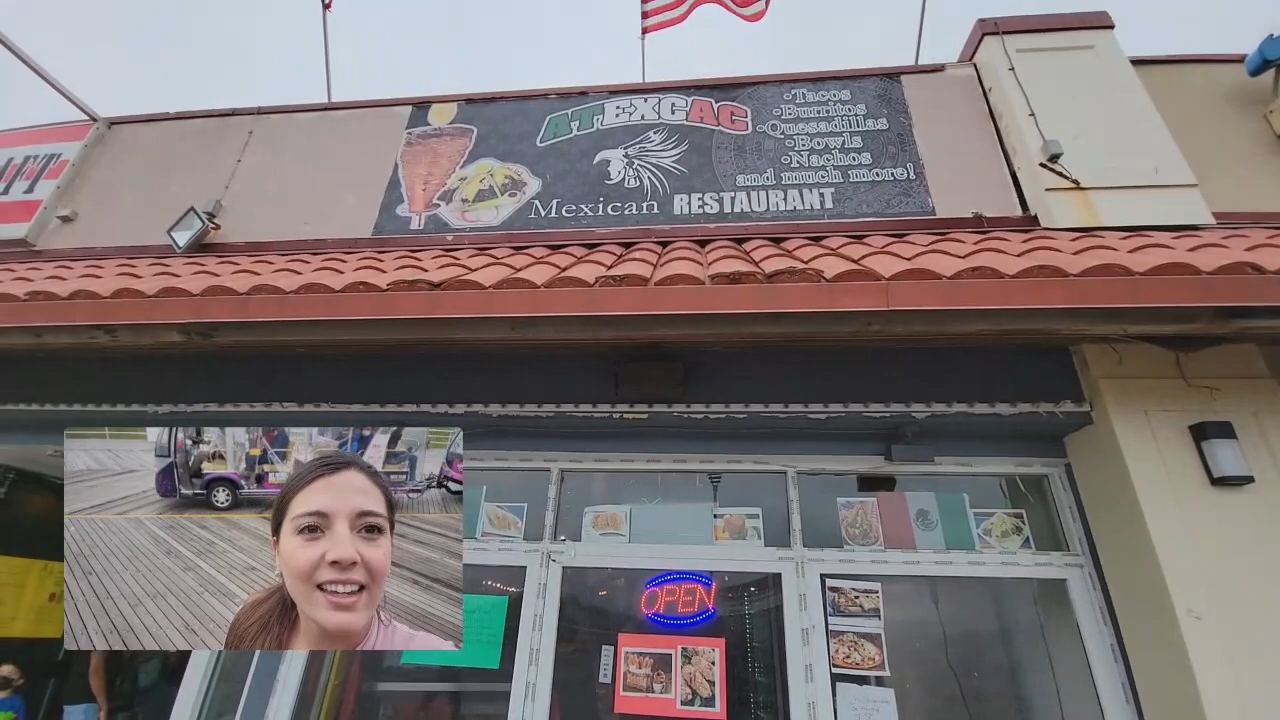 ATEXCAC
Mexican RESTAURANT
•Tacos
•Burritos
•Quesadillas
•Bowls
•Nachos
and much more!
OPEN